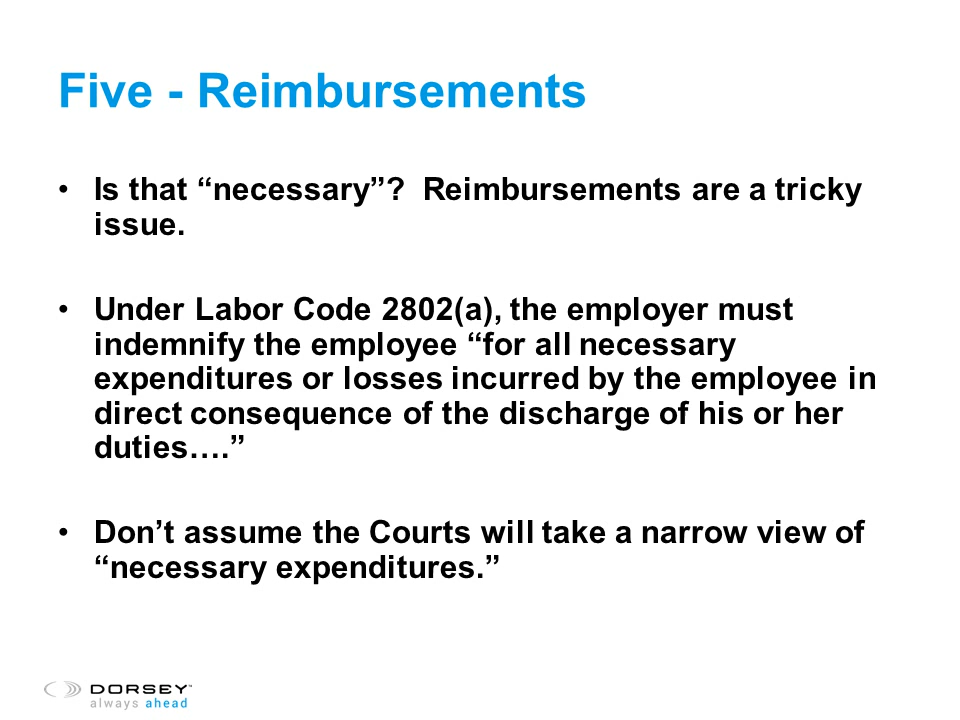 Five - Reimbursements
• Is that “necessary”?  Reimbursements are a tricky
issue.
• Under Labor Code 2802(a), the employer must
indemnify the employee “for all necessary
expenditures or losses incurred by the employee in
direct consequence of the discharge of his or her
duties….”
• Don’t assume the Courts will take a narrow view of
“necessary expenditures.”
DORSEY™
always ahead